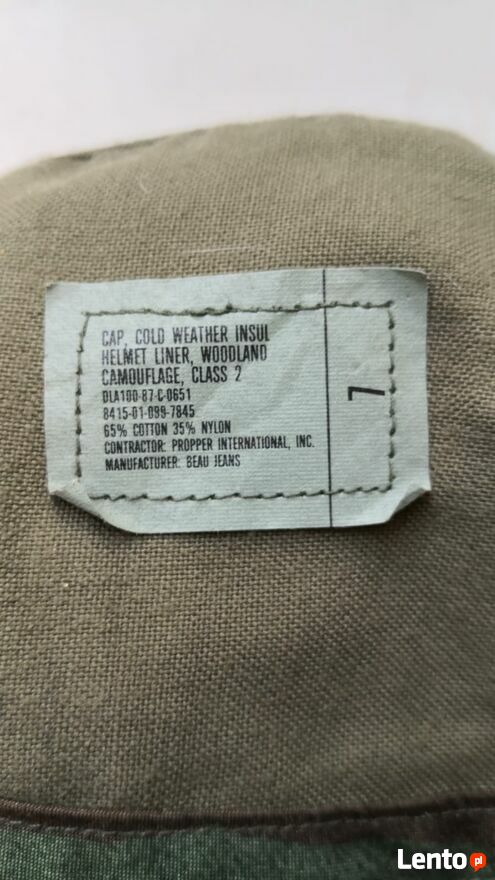 CAP, COLD WEATHER INSUL
HELMET LINER, WOODLAND
CAMOUFLAGE, CLASS 2
DLA100-87-C-0651
8415-01-099-7845
65% COTTON 35% NYLON
CONTRACTOR: PROPPER INTERNATIONAL, INC.
MANUFACTURER: BEAU JEANS
7
Lento.pl